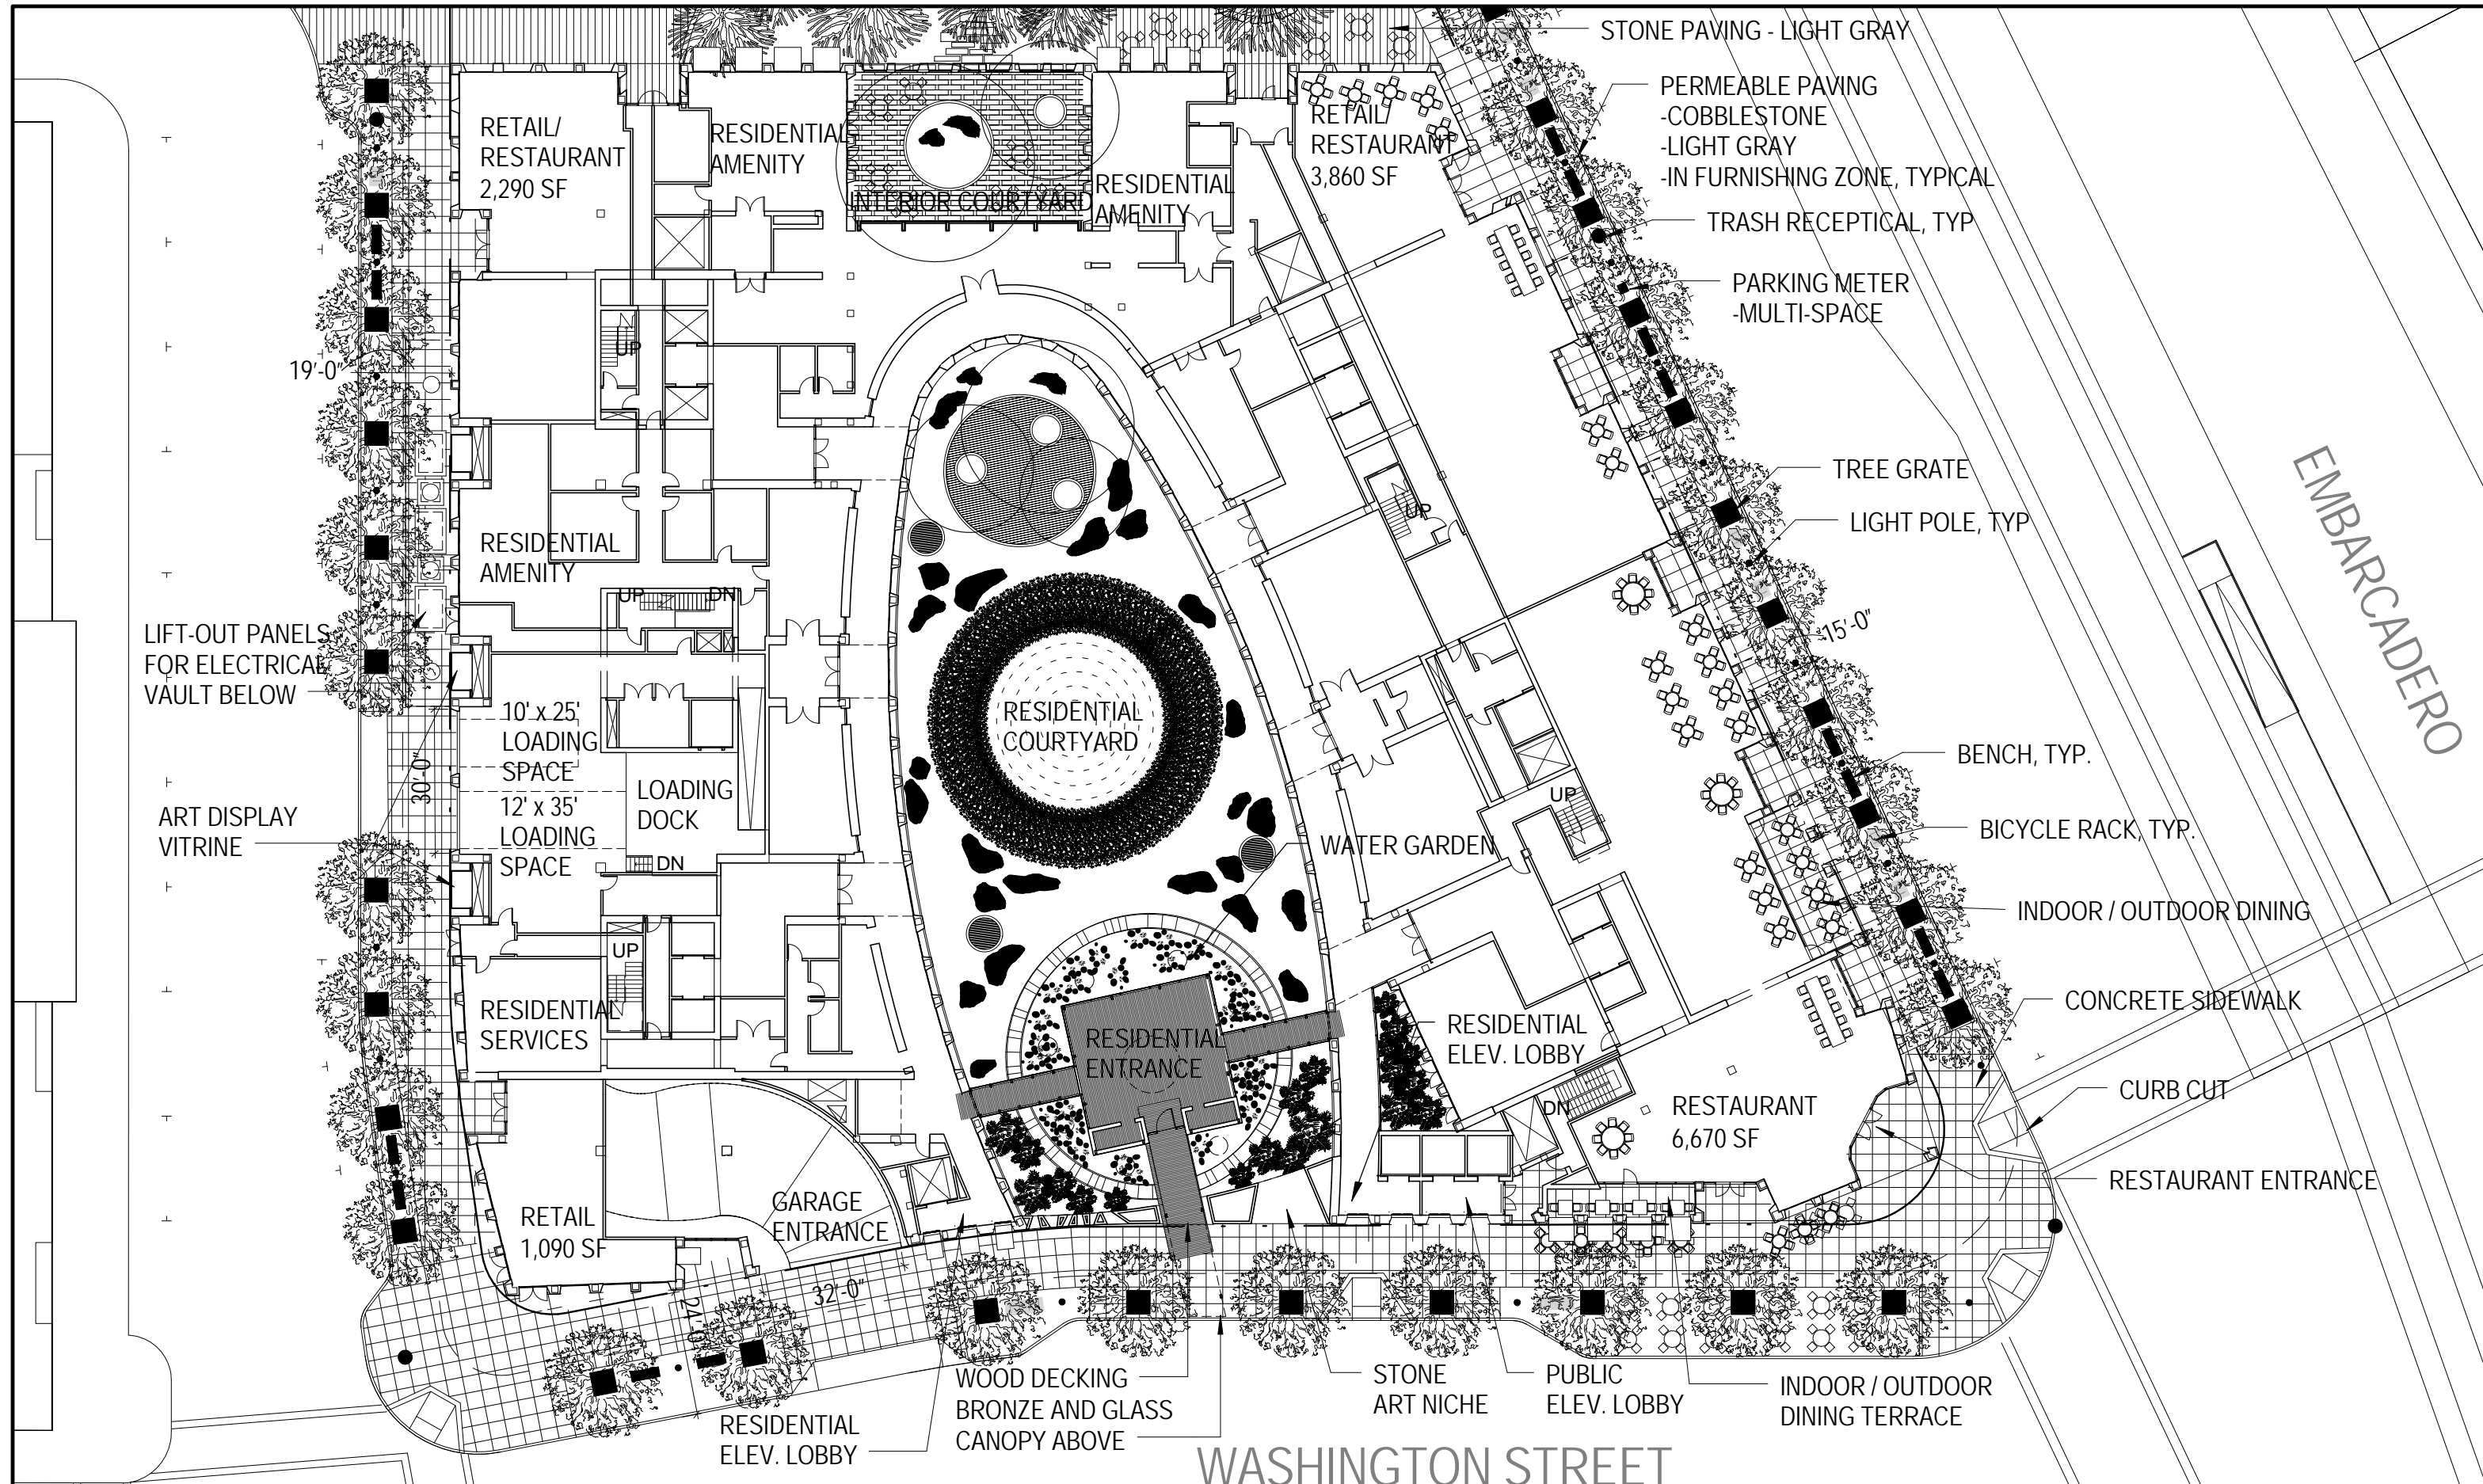 STONE PAVING - LIGHT GRAY
PERMEABLE PAVING
-COBBLESTONE
-LIGHT GRAY
-IN FURNISHING ZONE, TYPICAL
RETAIL/
RESTAURANT
2,290 SF
RESIDENTIAL
AMENITY
INTERIOR COURTYARD
RESIDENTIAL
AMENITY
RETAIL/
RESTAURANT
3,860 SF
TRASH RECEPTICAL, TYP
PARKING METER
-MULTI-SPACE
19'-0"
UP
TREE GRATE
UP
LIGHT POLE, TYP
EMBARCADERO
RESIDENTIAL
AMENITY
UP
DN
15'-0"
LIFT-OUT PANELS
FOR ELECTRICAL
VAULT BELOW
10' x 25'
LOADING
SPACE
RESIDENTIAL
COURTYARD
BENCH, TYP.
30'-0"
LOADING
DOCK
UP
12' x 35'
LOADING
SPACE
ART DISPLAY
VITRINE
DN
WATER GARDEN
BICYCLE RACK, TYP.
INDOOR / OUTDOOR DINING
UP
RESIDENTIAL
SERVICES
RESIDENTIAL
ENTRANCE
RESIDENTIAL
ELEV. LOBBY
CONCRETE SIDEWALK
CURB CUT
DN
RESTAURANT
6,670 SF
RESTAURANT ENTRANCE
RETAIL
1,090 SF
GARAGE
ENTRANCE
32'-0"
24'-0"
RESIDENTIAL
ELEV. LOBBY
WOOD DECKING
BRONZE AND GLASS
CANOPY ABOVE
STONE
ART NICHE
PUBLIC
ELEV. LOBBY
INDOOR / OUTDOOR
DINING TERRACE
WASHINGTON STREET